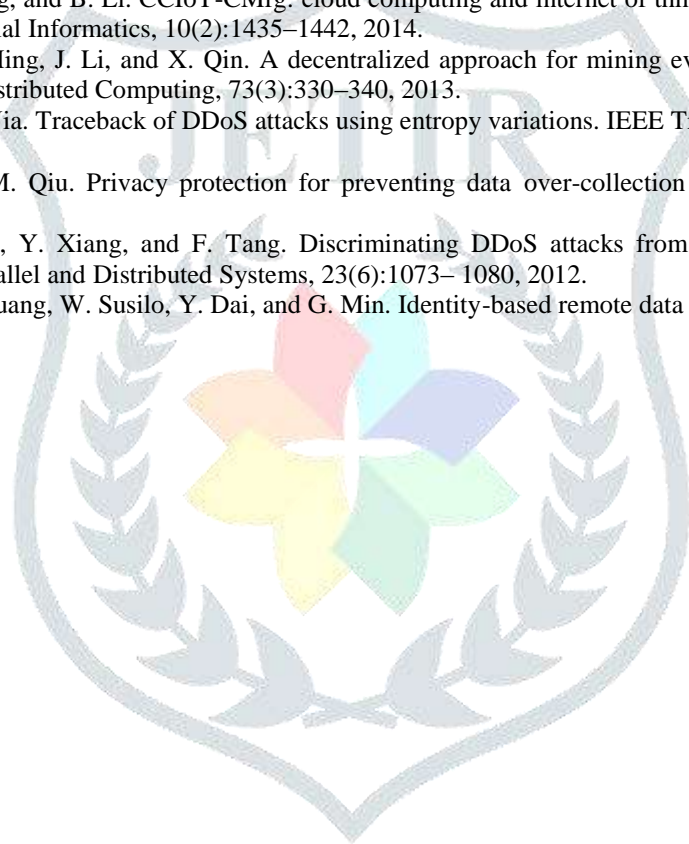 g, and B. Li. CCIoT-CMfg: cloud computing and internet of thin
ial Informatics, 10(2):1435–1442, 2014.
ing, J. Li, and X. Qin. A decentralized approach for mining ev
stributed Computing, 73(3):330–340, 2013.
ia. Traceback of DDoS attacks using entropy variations. IEEE Tr
M. Qiu. Privacy protection for preventing data over-collection
, Y. Xiang, and F. Tang. Discriminating DDoS attacks from
allel and Distributed Systems, 23(6):1073– 1080, 2012.
uang, W. Susilo, Y. Dai, and G. Min. Identity-based remote data
JETIR